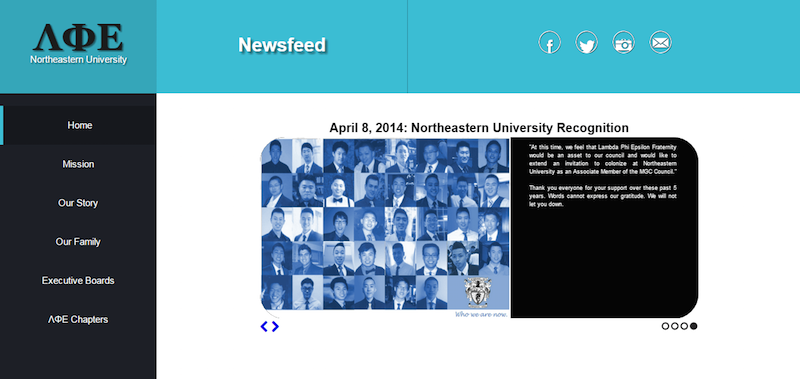 ΛΦΕ
Northeastern University
Newsfeed
Home
Mission
Our Story
Our Family
Executive Boards
ΛΦΕ Chapters
April 8, 2014: Northeastern University Recognition
"At this time, we feel that Lambda Phi Epsilon Fraternity
would be an asset to our council and would like to
extend an invitation to colonize at Northeastern
University as an Associate Member of the MGC Council."
Thank you everyone for your support over these past 5
years. Words cannot express our gratitude. We will not
let you down.
Who we are now.